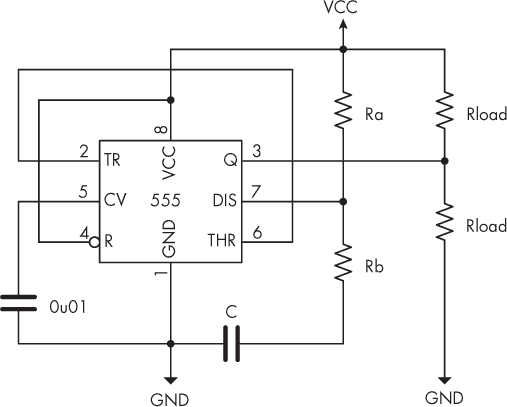 VCC
8
Ra
Rload
2
TR
VCC
Q
3
5
CV
555
DIS
7
Rload
4
R
GND
THR
6
Rb
1
0u01
C
GND
GND